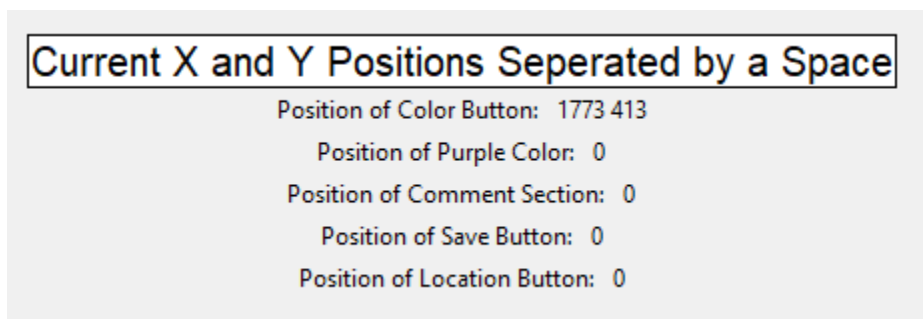 Current X and Y Positions Seperated by a Space
Position of Color Button: 1773 413
Position of Purple Color: 0
Position of Comment Section: 0
Position of Save Button: 0
Position of Location Button: 0